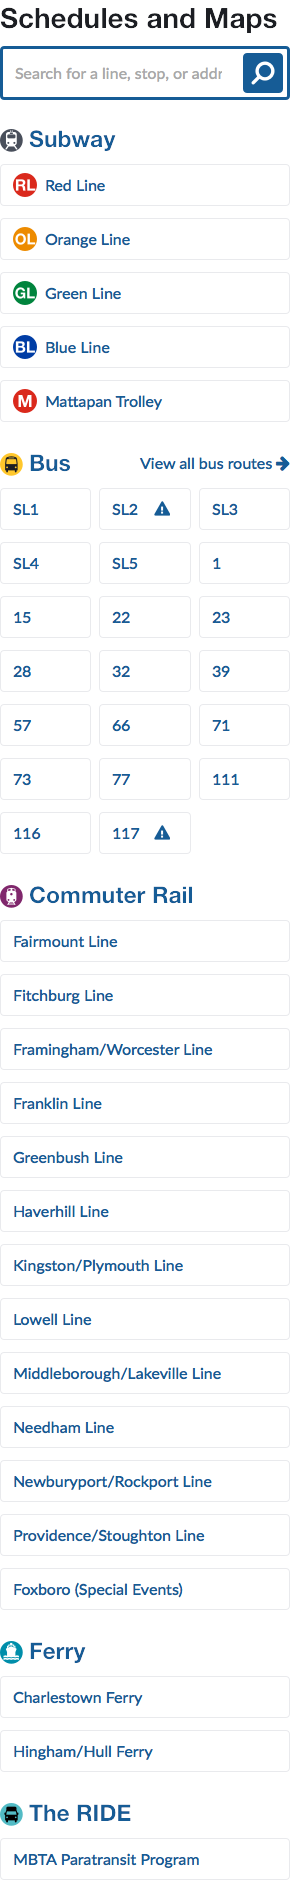 Schedules and Maps
Search for a line, stop, or addr
Subway
RL Red Line
OL Orange Line
GL Green Line
BL Blue Line
M Mattapan Trolley
Bus View all bus routes
SL1 SL2 SL3
SL4 SL5 1
15 22 23
28 32 39
57 66 71
73 77 111
116 117
Commuter Rail
Fairmount Line
Fitchburg Line
Framingham/Worcester Line
Franklin Line
Greenbush Line
Haverhill Line
Kingston/Plymouth Line
Lowell Line
Middleborough/Lakeville Line
Needham Line
Newburyport/Rockport Line
Providence/Stoughton Line
Foxboro (Special Events)
Ferry
Charlestown Ferry
Hingham/Hull Ferry
The RIDE
MBTA Paratransit Program